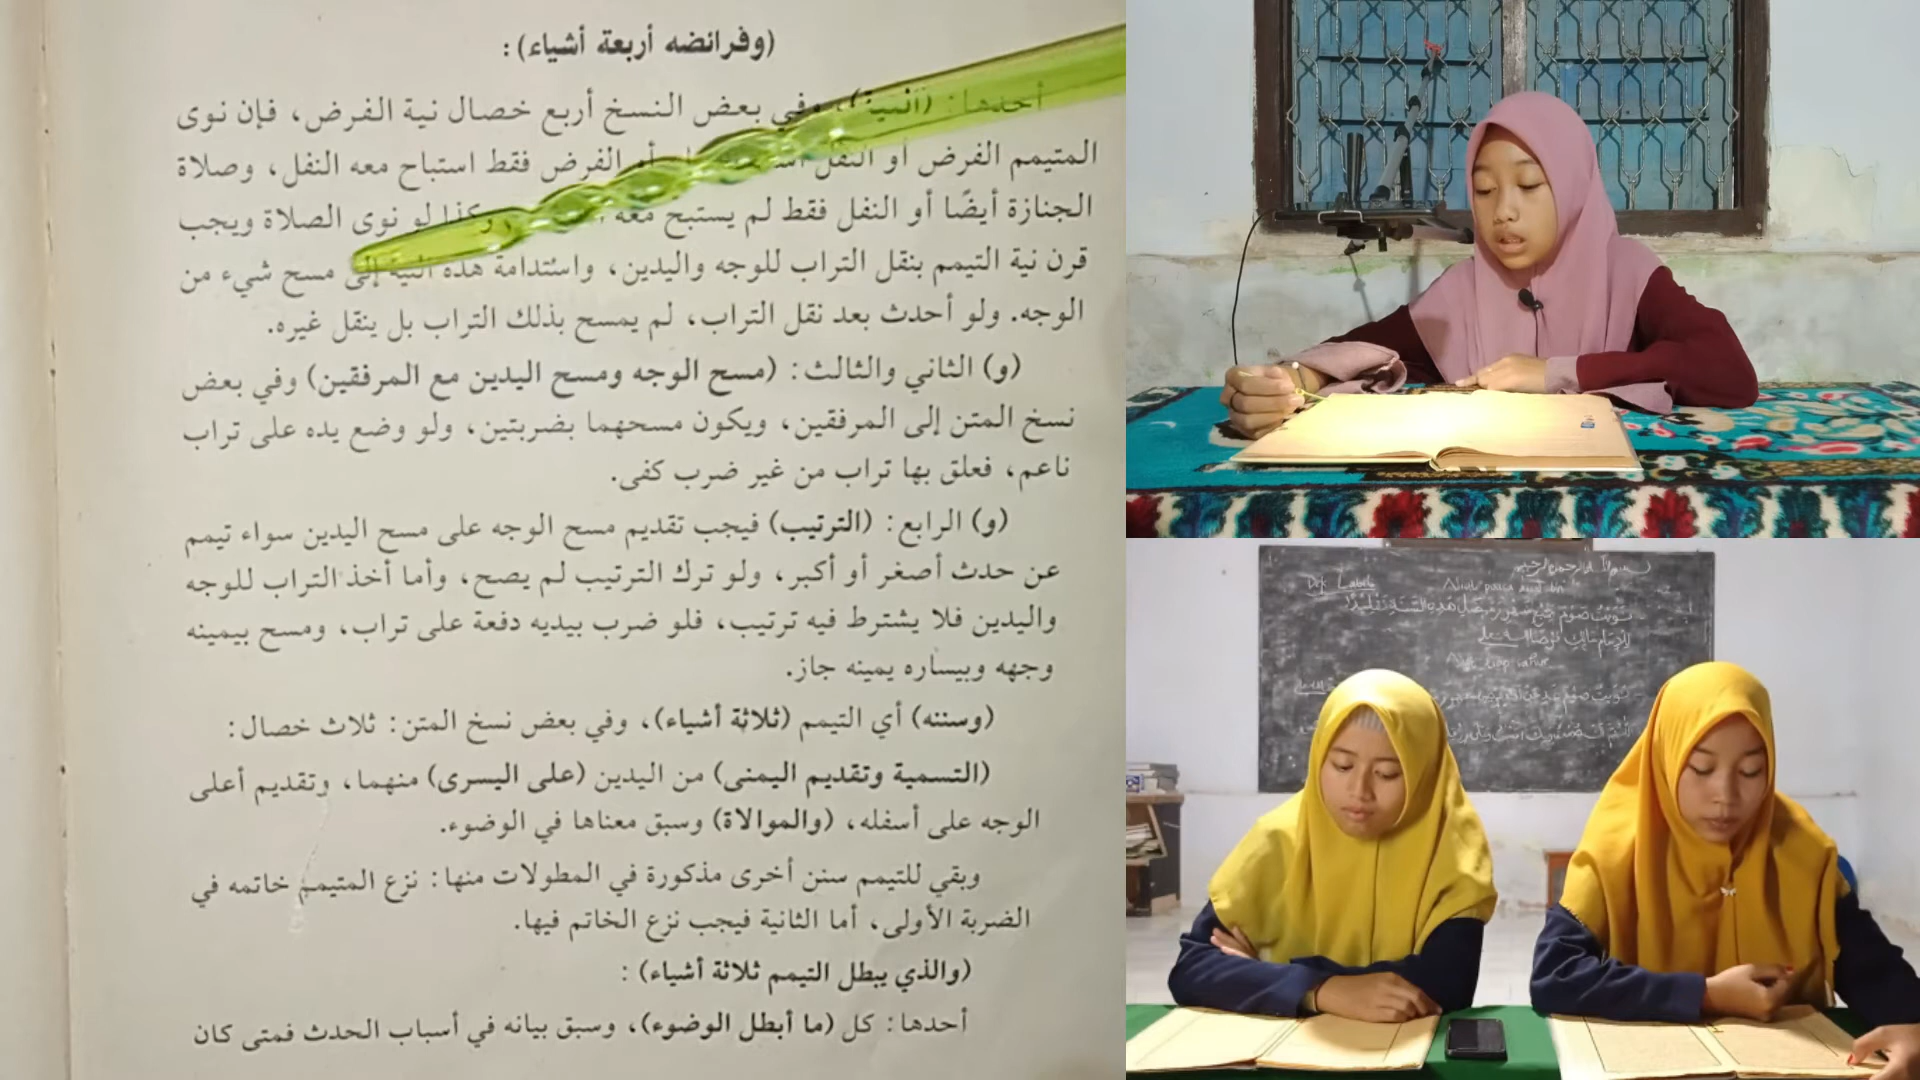 (وفرائضه أربعة أشياء):
أحدها: (النية)، وفي بعض النسخ أربع خصال نية الفرض، فإن نوى
المتيمم الفرض أو النفل الفرض فقط استباح معه النفل، وصلاة
الجنازة أيضًا أو النفل فقط لم يستبح معه وكذا لو نوى الصلاة ويجب
قرن نية التيمم بنقل التراب للوجه واليدين، واستدامة هذه النية إلى مسح شيء من
الوجه. ولو أحدث بعد نقل التراب، لم يمسح بذلك التراب بل ينقل غيره.
(و) الثاني والثالث: (مسح الوجه ومسح اليدين مع المرفقين) وفي بعض
نسخ المتن إلى المرفقين، ويكون مسحهما بضربتين، ولو وضع يده على تراب
ناعم، فعلق بها تراب من غير ضرب كفى.
(و) الرابع: (الترتيب) فيجب تقديم مسح الوجه على مسح اليدين سواء تيمم
عن حدث أصغر أو أكبر، ولو ترك الترتيب لم يصح، وأما أخذ التراب للوجه
واليدين فلا يشترط فيه ترتيب، فلو ضرب بيديه دفعة على تراب، ومسح بيمينه
وجهه وبيساره يمينه جاز.
(وسننه) أي التيمم (ثلاثة أشياء)، وفي بعض نسخ المتن: ثلاث خصال:
(التسمية وتقديم اليمنى) من اليدين (على اليسرى) منهما، وتقديم أعلى
الوجه على أسفله، (والموالاة) وسبق معناها في الوضوء.
وبقي للتيمم سنن أخرى مذكورة في المطولات منها: نزع المتيمم خاتمه في
الضربة الأولى، أما الثانية فيجب نزع الخاتم فيها.
(والذي يبطل التيمم ثلاثة أشياء) :
أحدها: كل (ما أبطل الوضوء)، وسبق بيانه في أسباب الحدث فمتى كان